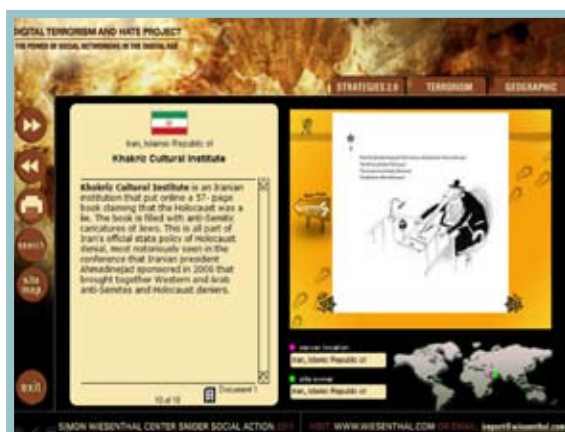 DIGITAL TERRORISM AND HATE PROJECT
THE POWER OF SOCIAL NETWORKING IN THE DIGITAL AGE
STRATEGIES 2.0
TERRORISM
GEOGRAPHIC
Iran, Islamic Republic of
Khakriz Cultural Institute
Khakriz Cultural Institute is an Iranian
institution that put online a 57- page
book claiming that the Holocaust was a
lie. The book is filled with anti-Semitic
caricatures of Jews. This is all part of
Iran's official state policy of Holocaust
denial, most notoriously seen in the
conference that Iranian president
Ahmadinejad sponsored in 2006 that
brought together Western and Arab
anti-Semites and Holocaust deniers.
Document 1
search
site
map
exit
server location
Iran, Islamic Republic of
site owner
Iran, Islamic Republic of
SIMON WIESENTHAL CENTER SNIDER SOCIAL ACTION
VISIT WWW.WIESENTHAL.COM OR EMAIL